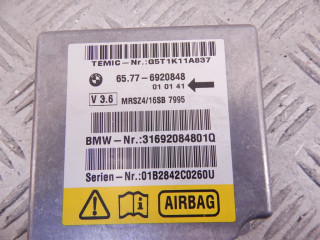 TEMIC-Nr.:G5T1K11A837
65.77-6920848
01 01 41
V 3.6 MRSZ4/16SB 7995
BMW-Nr.:31692084801Q
Serien-Nr.:01B2842C0260U
AIRBAG